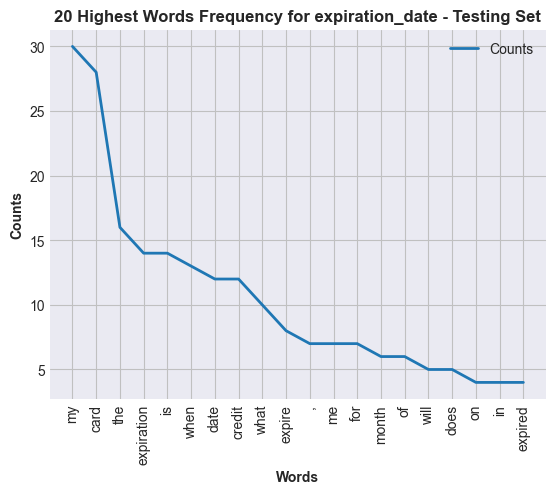 20 Highest Words Frequency for expiration_date - Testing Set
Counts
Counts
30
25
20
15
10
5
my
card
the
expiration
is
when
date
credit
what
expire
,
me
for
month
of
will
does
on
in
expired
Words